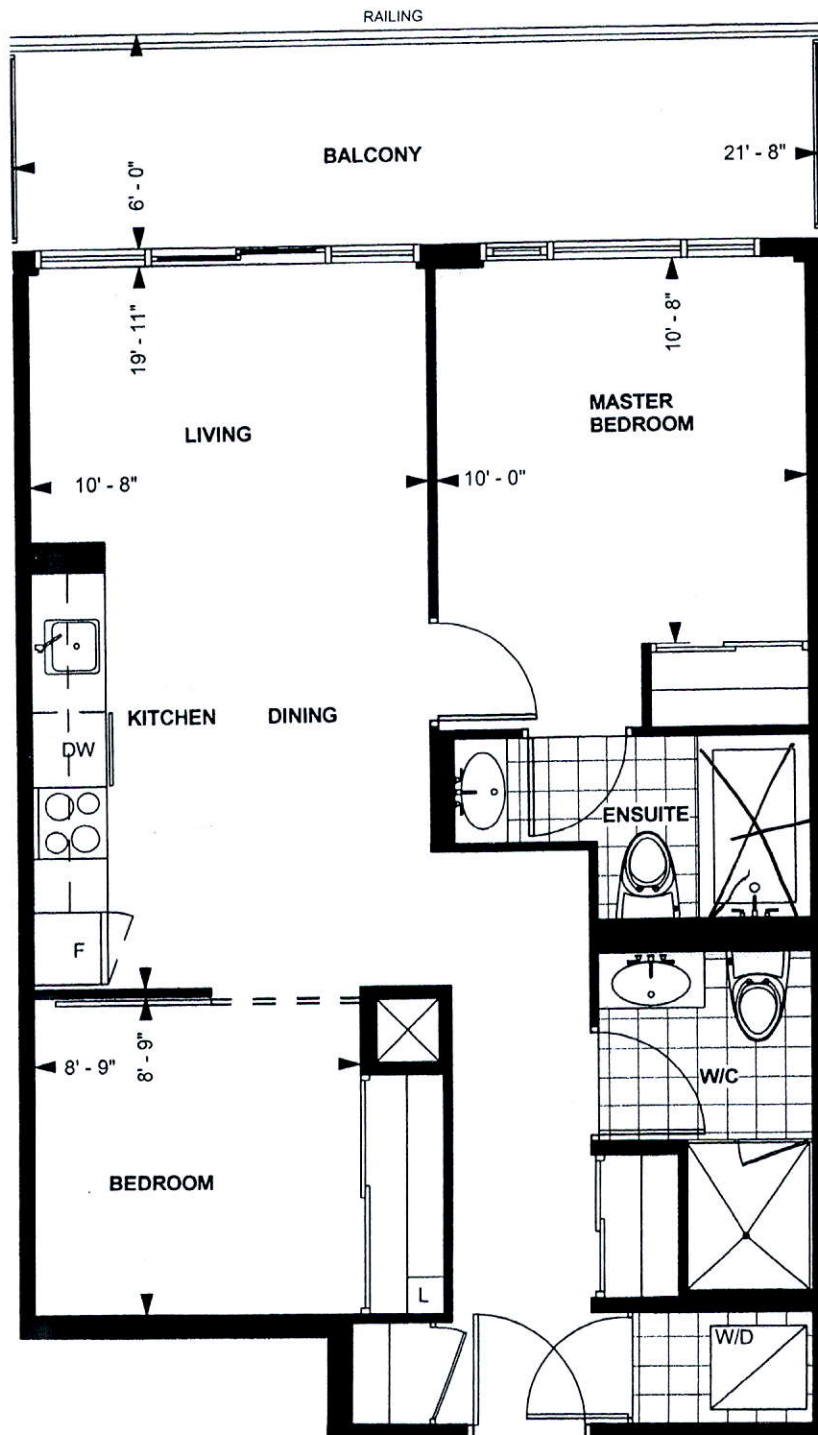 RAILING
BALCONY
21' - 8"
6' - 0"
19' - 11"
10' - 8"
LIVING
MASTER
BEDROOM
10' - 8"
10' - 0"
KITCHEN
DINING
DW
ENSUITE
F
8' - 9"
8' - 9"
W/C
BEDROOM
L
W/D